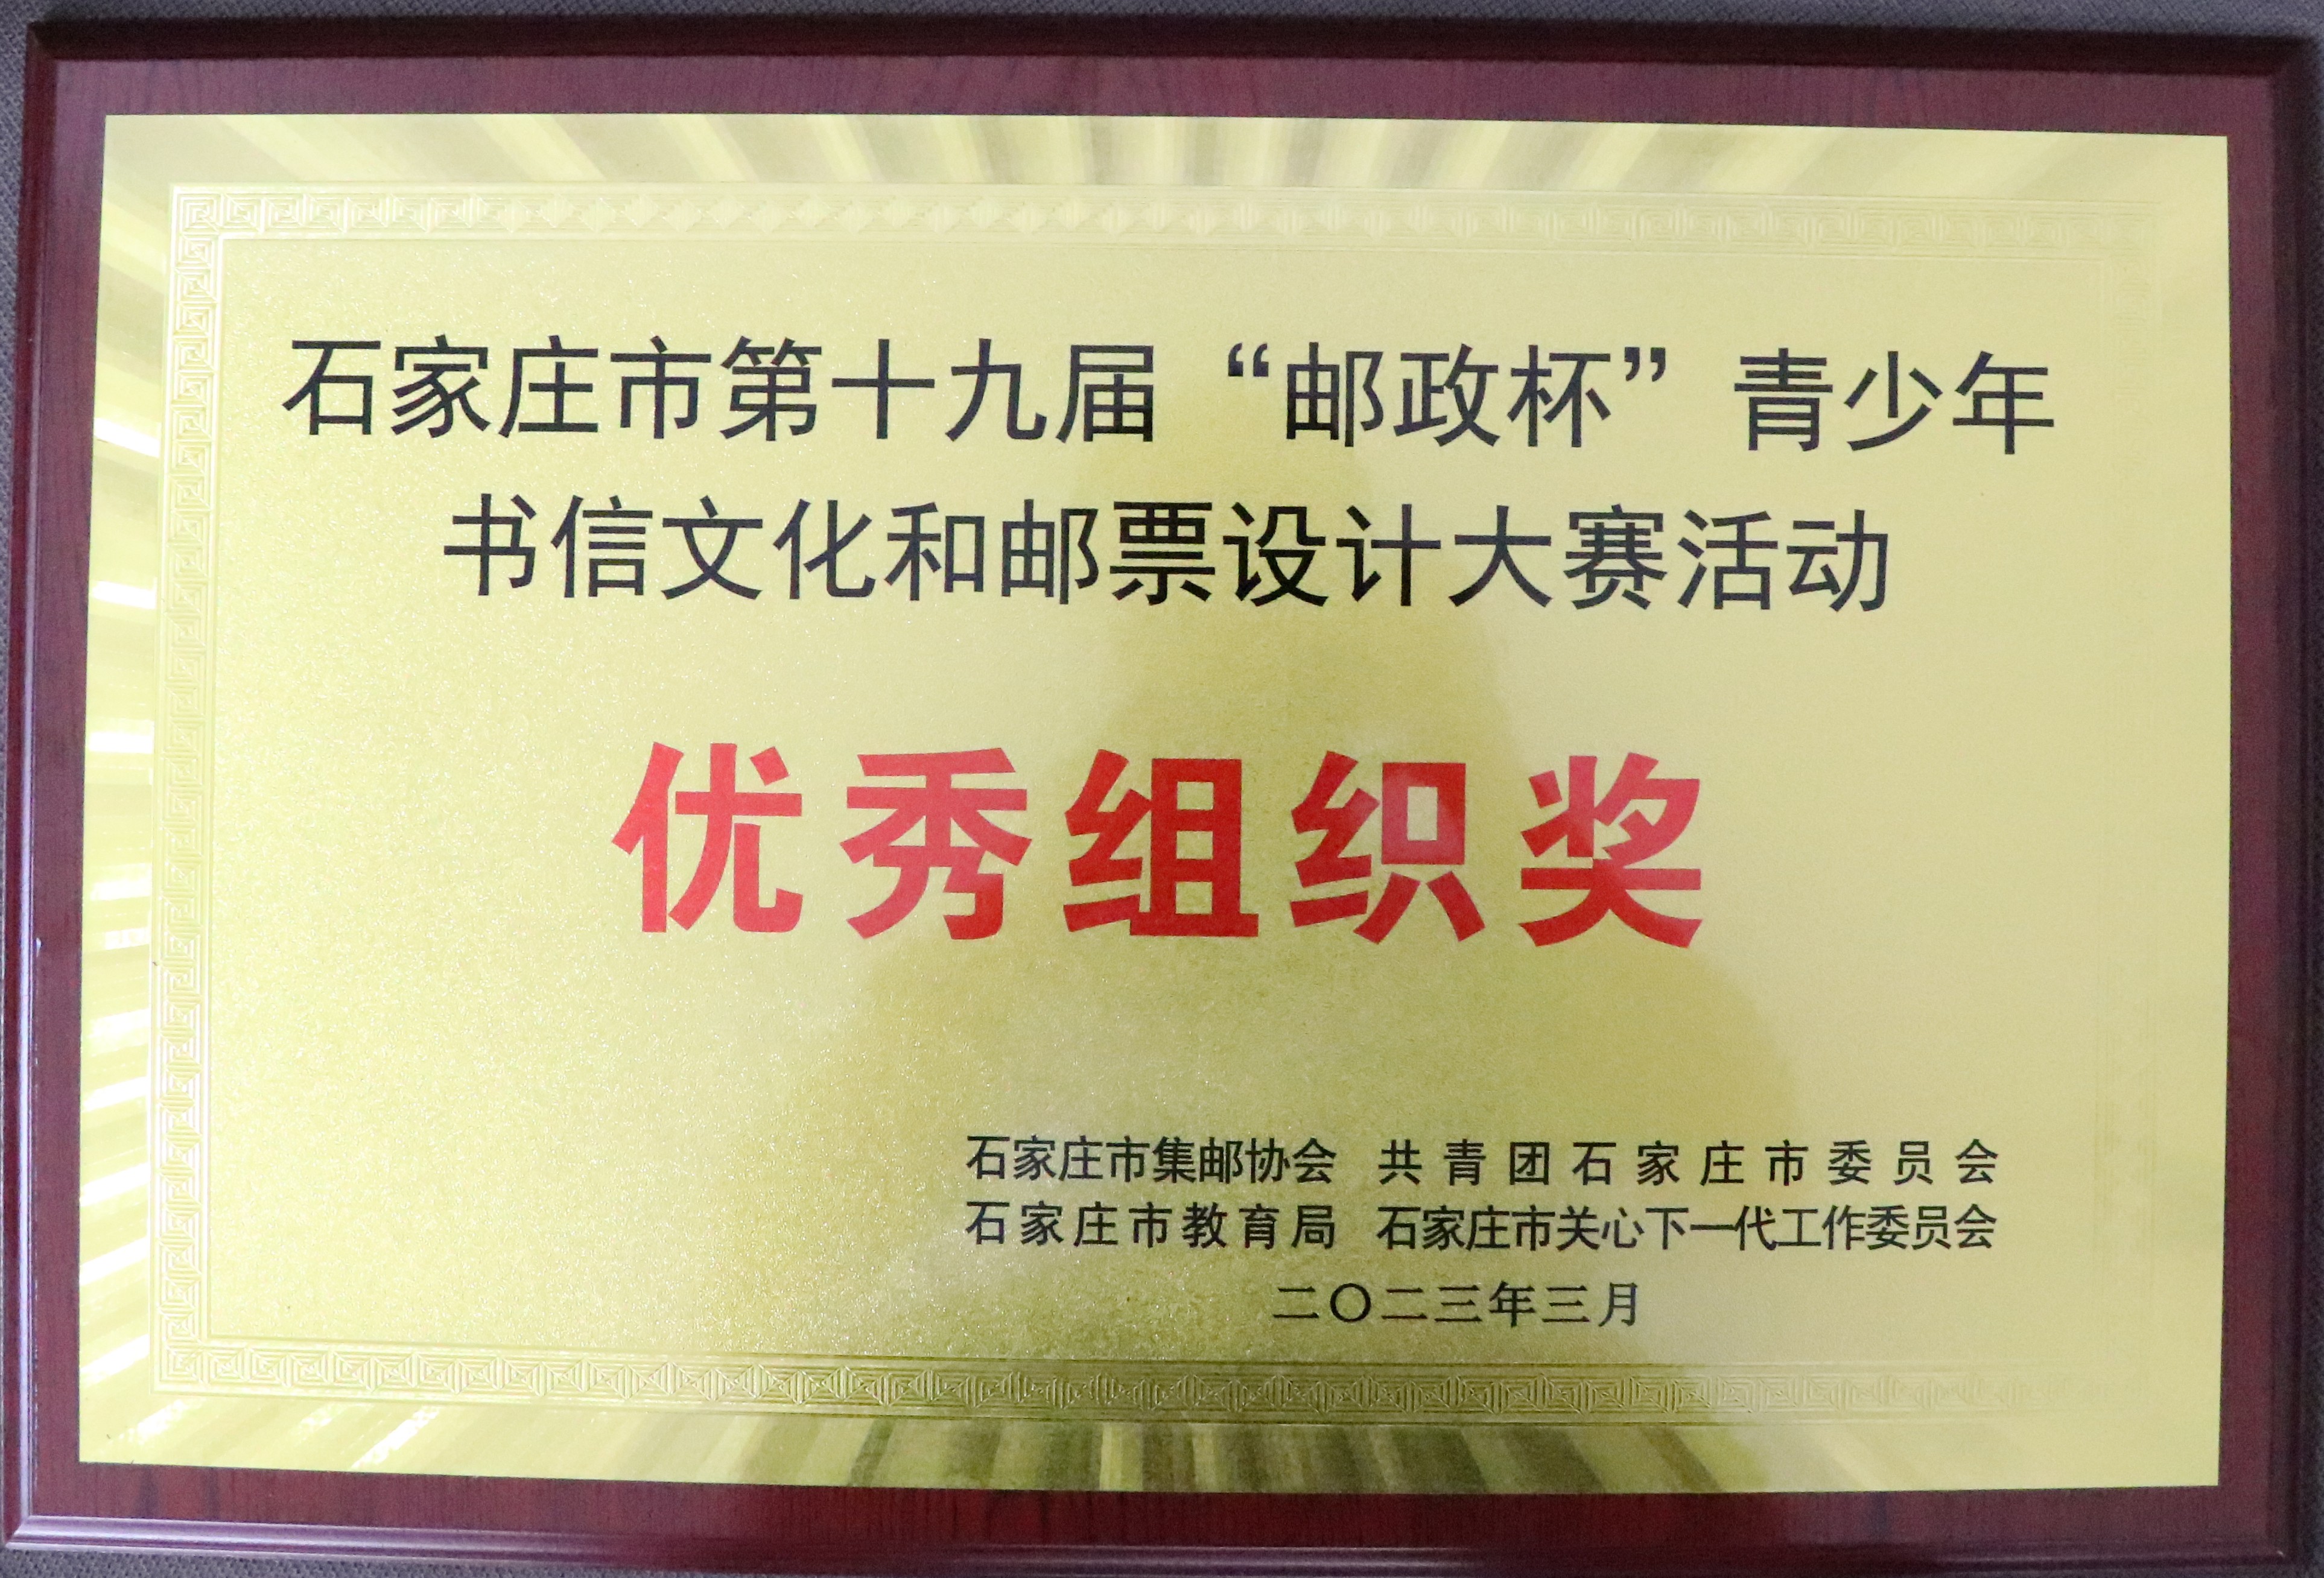 石家庄市第十九届“邮政杯”青少年
书信文化和邮票设计大赛活动
优秀组织奖
石家庄市集邮协会 共青团石家庄市委员会
石家庄市教育局 石家庄市关心下一代工作委员会
二〇二三年三月